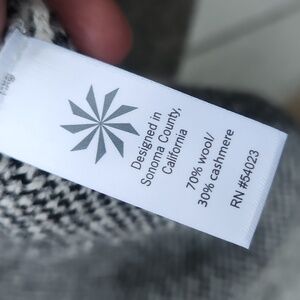 Designed in
Sonoma County,
California
70% wool/
30% cashmere
RN #54023